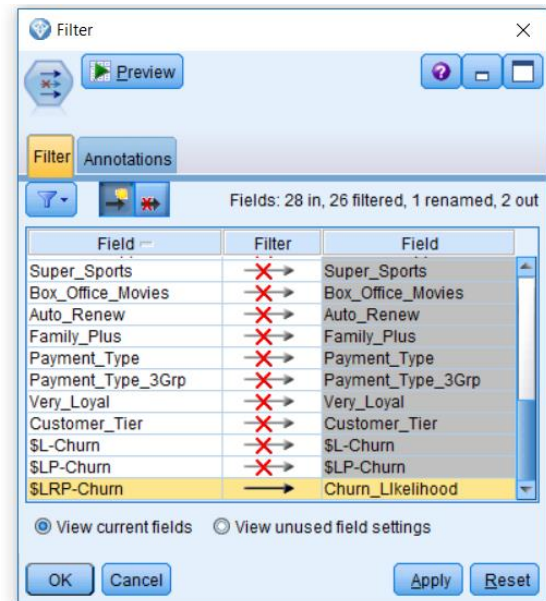 Filter
Preview
Filter Annotations
Fields: 28 in, 26 filtered, 1 renamed, 2 out
Field Filter Field
Super_Sports Super_Sports
Box_Office_Movies Box_Office_Movies
Auto_Renew Auto_Renew
Family_Plus Family_Plus
Payment_Type Payment_Type
Payment_Type_3Grp Payment_Type_3Grp
Very_Loyal Very_Loyal
Customer_Tier Customer_Tier
$L-Churn $L-Churn
$LP-Churn $LP-Churn
$LRP-Churn Churn_LIkelihood
View current fields View unused field settings
OK Cancel Apply Reset